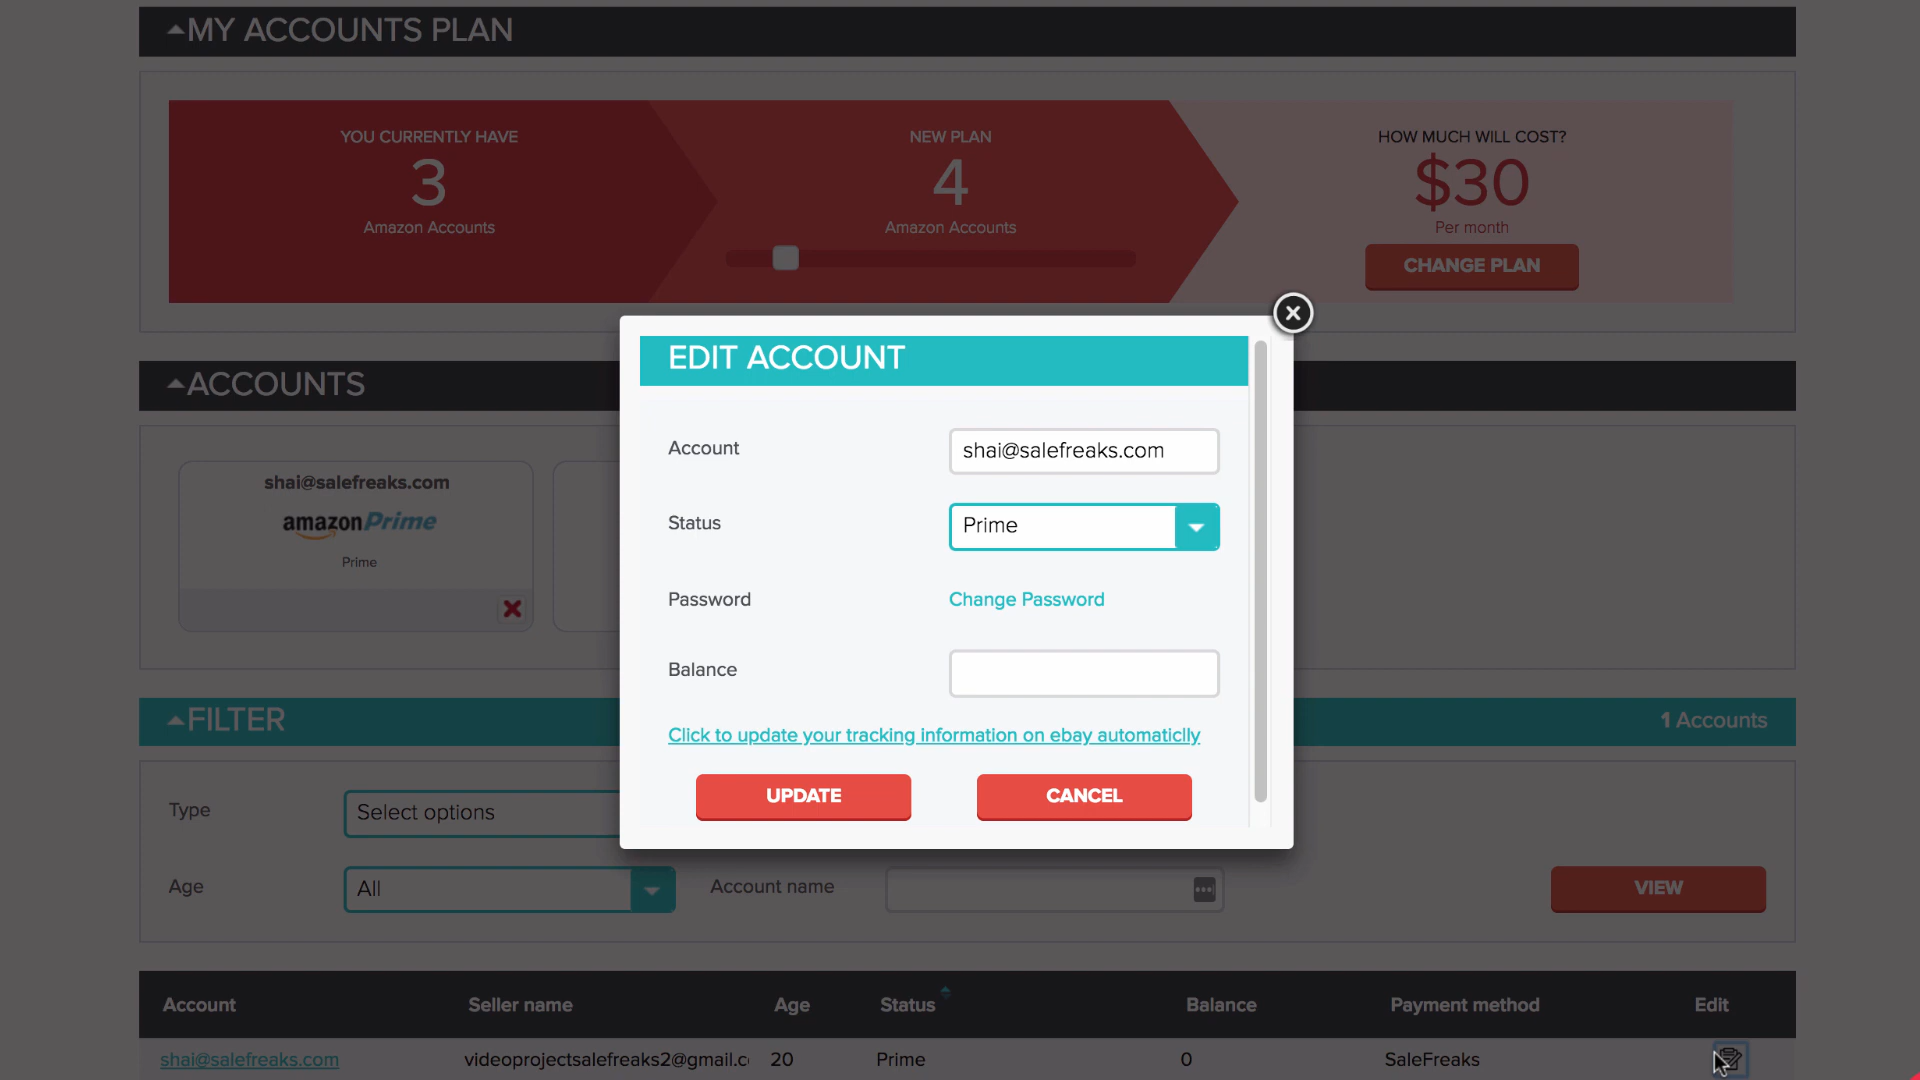 MY ACCOUNTS PLAN
YOU CURRENTLY HAVE
3
Amazon Accounts
NEW PLAN
4
Amazon Accounts
HOW MUCH WILL COST?
$30
Per month
CHANGE PLAN
ACCOUNTS
shai@salefreaks.com
amazonPrime
Prime
EDIT ACCOUNT
Account
shai@salefreaks.com
Status
Prime
Password
Change Password
Balance
Click to update your tracking information on ebay automaticlly
UPDATE
CANCEL
FILTER
1 Accounts
Type
Select options
Age
All
Account name
VIEW
Account Seller name Age Status Balance Payment method Edit
shai@salefreaks.com videoprojectsalefreaks2@gmail.c 20 Prime 0 SaleFreaks